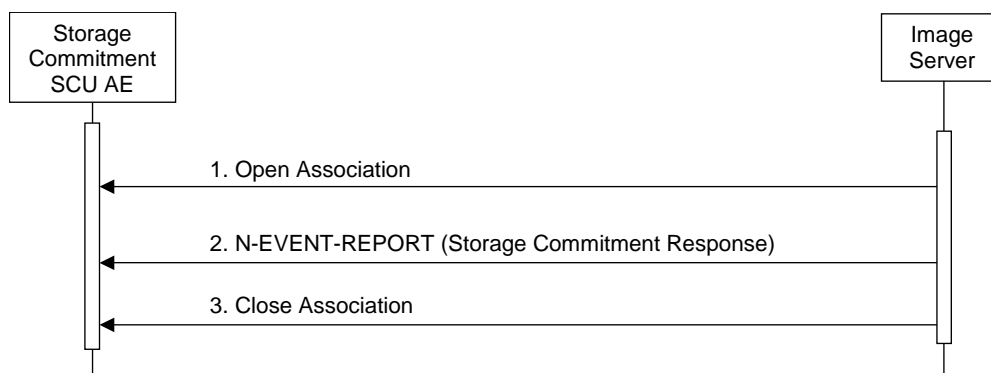 Storage
Commitment
SCU AE
Image
Server
1. Open Association
2. N-EVENT-REPORT (Storage Commitment Response)
3. Close Association